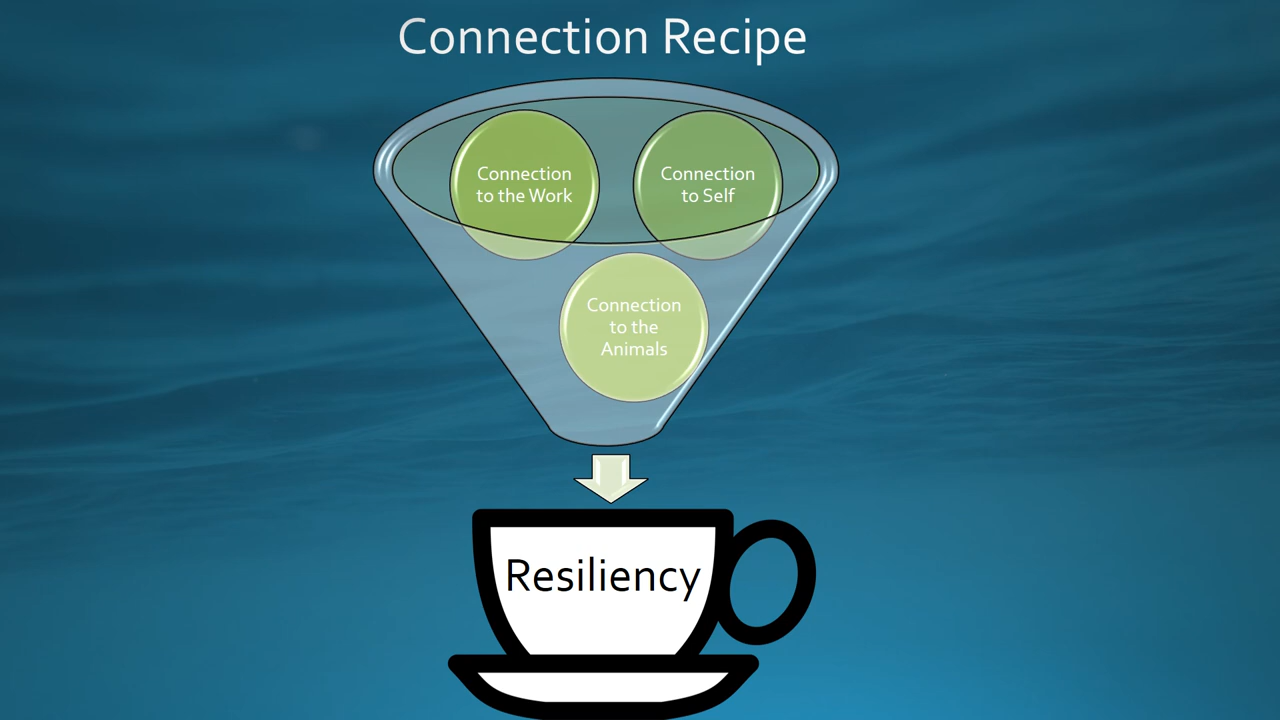 Connection Recipe
Connection
to the Work
Connection
to Self
Connection
to the
Animals
Resiliency